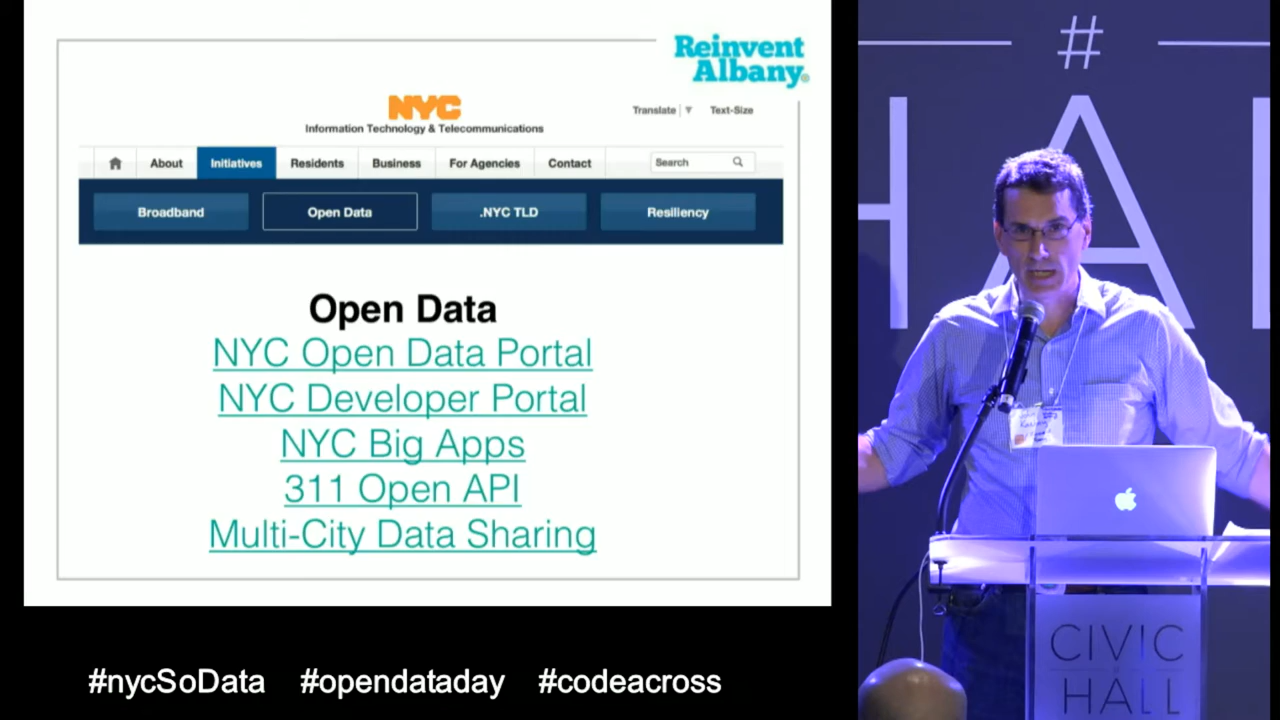 Reinvent
Albany
NYC
Information Technology & Telecommunications
Translate ▼ Text-Size
About Initiatives Residents Business For Agencies Contact Search
Broadband Open Data .NYC TLD Resiliency
Open Data
NYC Open Data Portal
NYC Developer Portal
NYC Big Apps
311 Open API
Multi-City Data Sharing
#nycSoData #opendataday #codeacross
#
HA
CIVIC
HALL